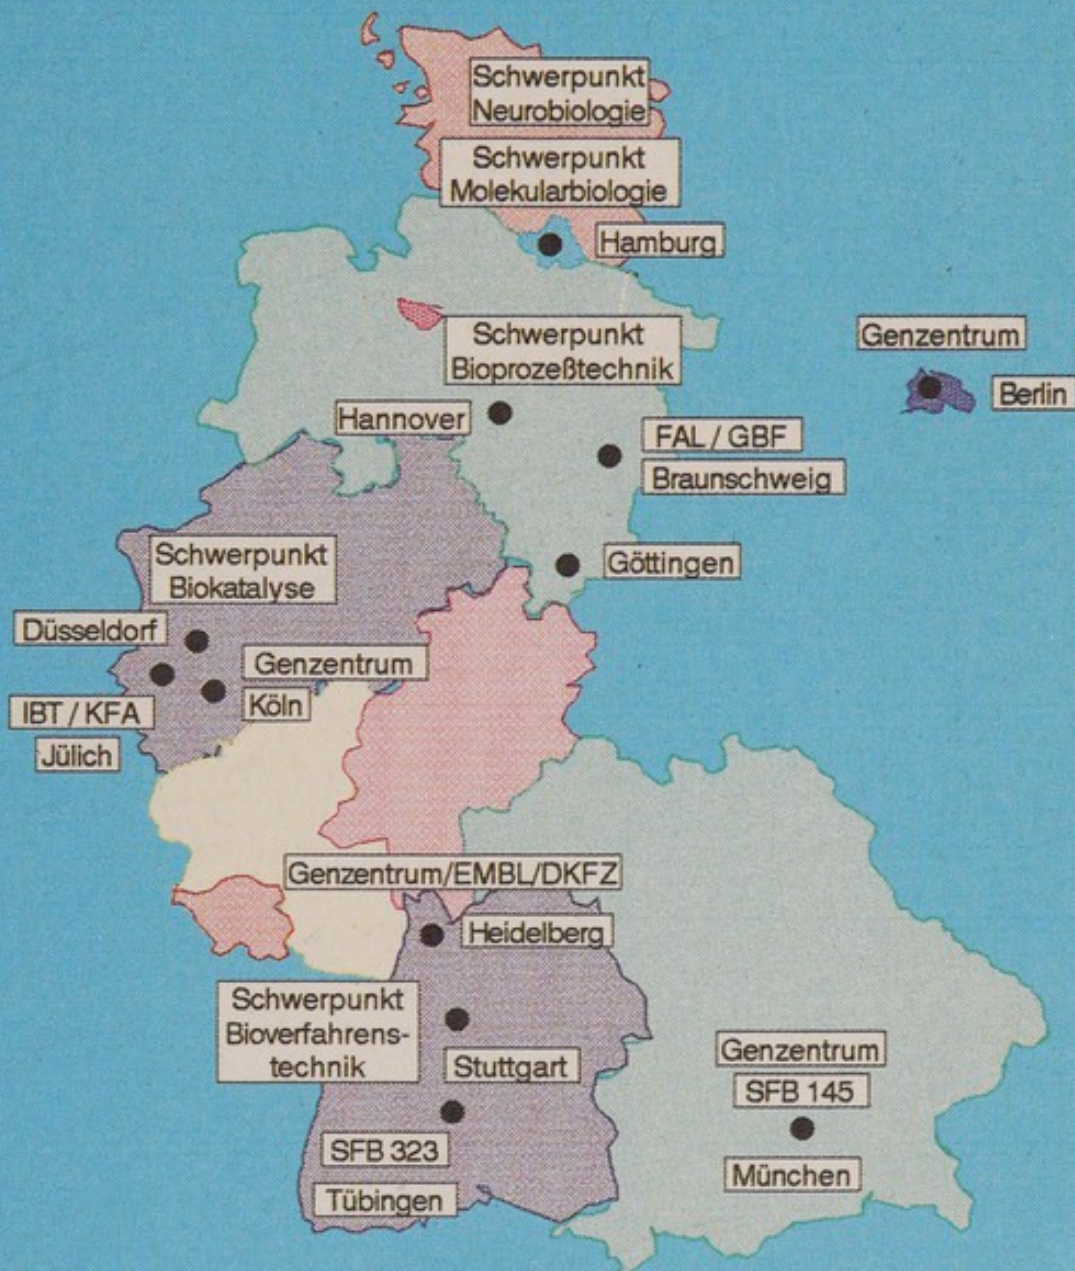 Schwerpunkt
Neurobiologie
Schwerpunkt
Molekularbiologie
Hamburg
Schwerpunkt
Bioprozeßtechnik
Genzentrum
Berlin
Hannover
FAL / GBF
Braunschweig
Göttingen
Schwerpunkt
Biokatalyse
Düsseldorf
Genzentrum
Köln
IBT / KFA
Jülich
Genzentrum/EMBL/DKFZ
Heidelberg
Schwerpunkt
Bioverfahrens-
technik
Stuttgart
Genzentrum
SFB 145
München
SFB 323
Tübingen